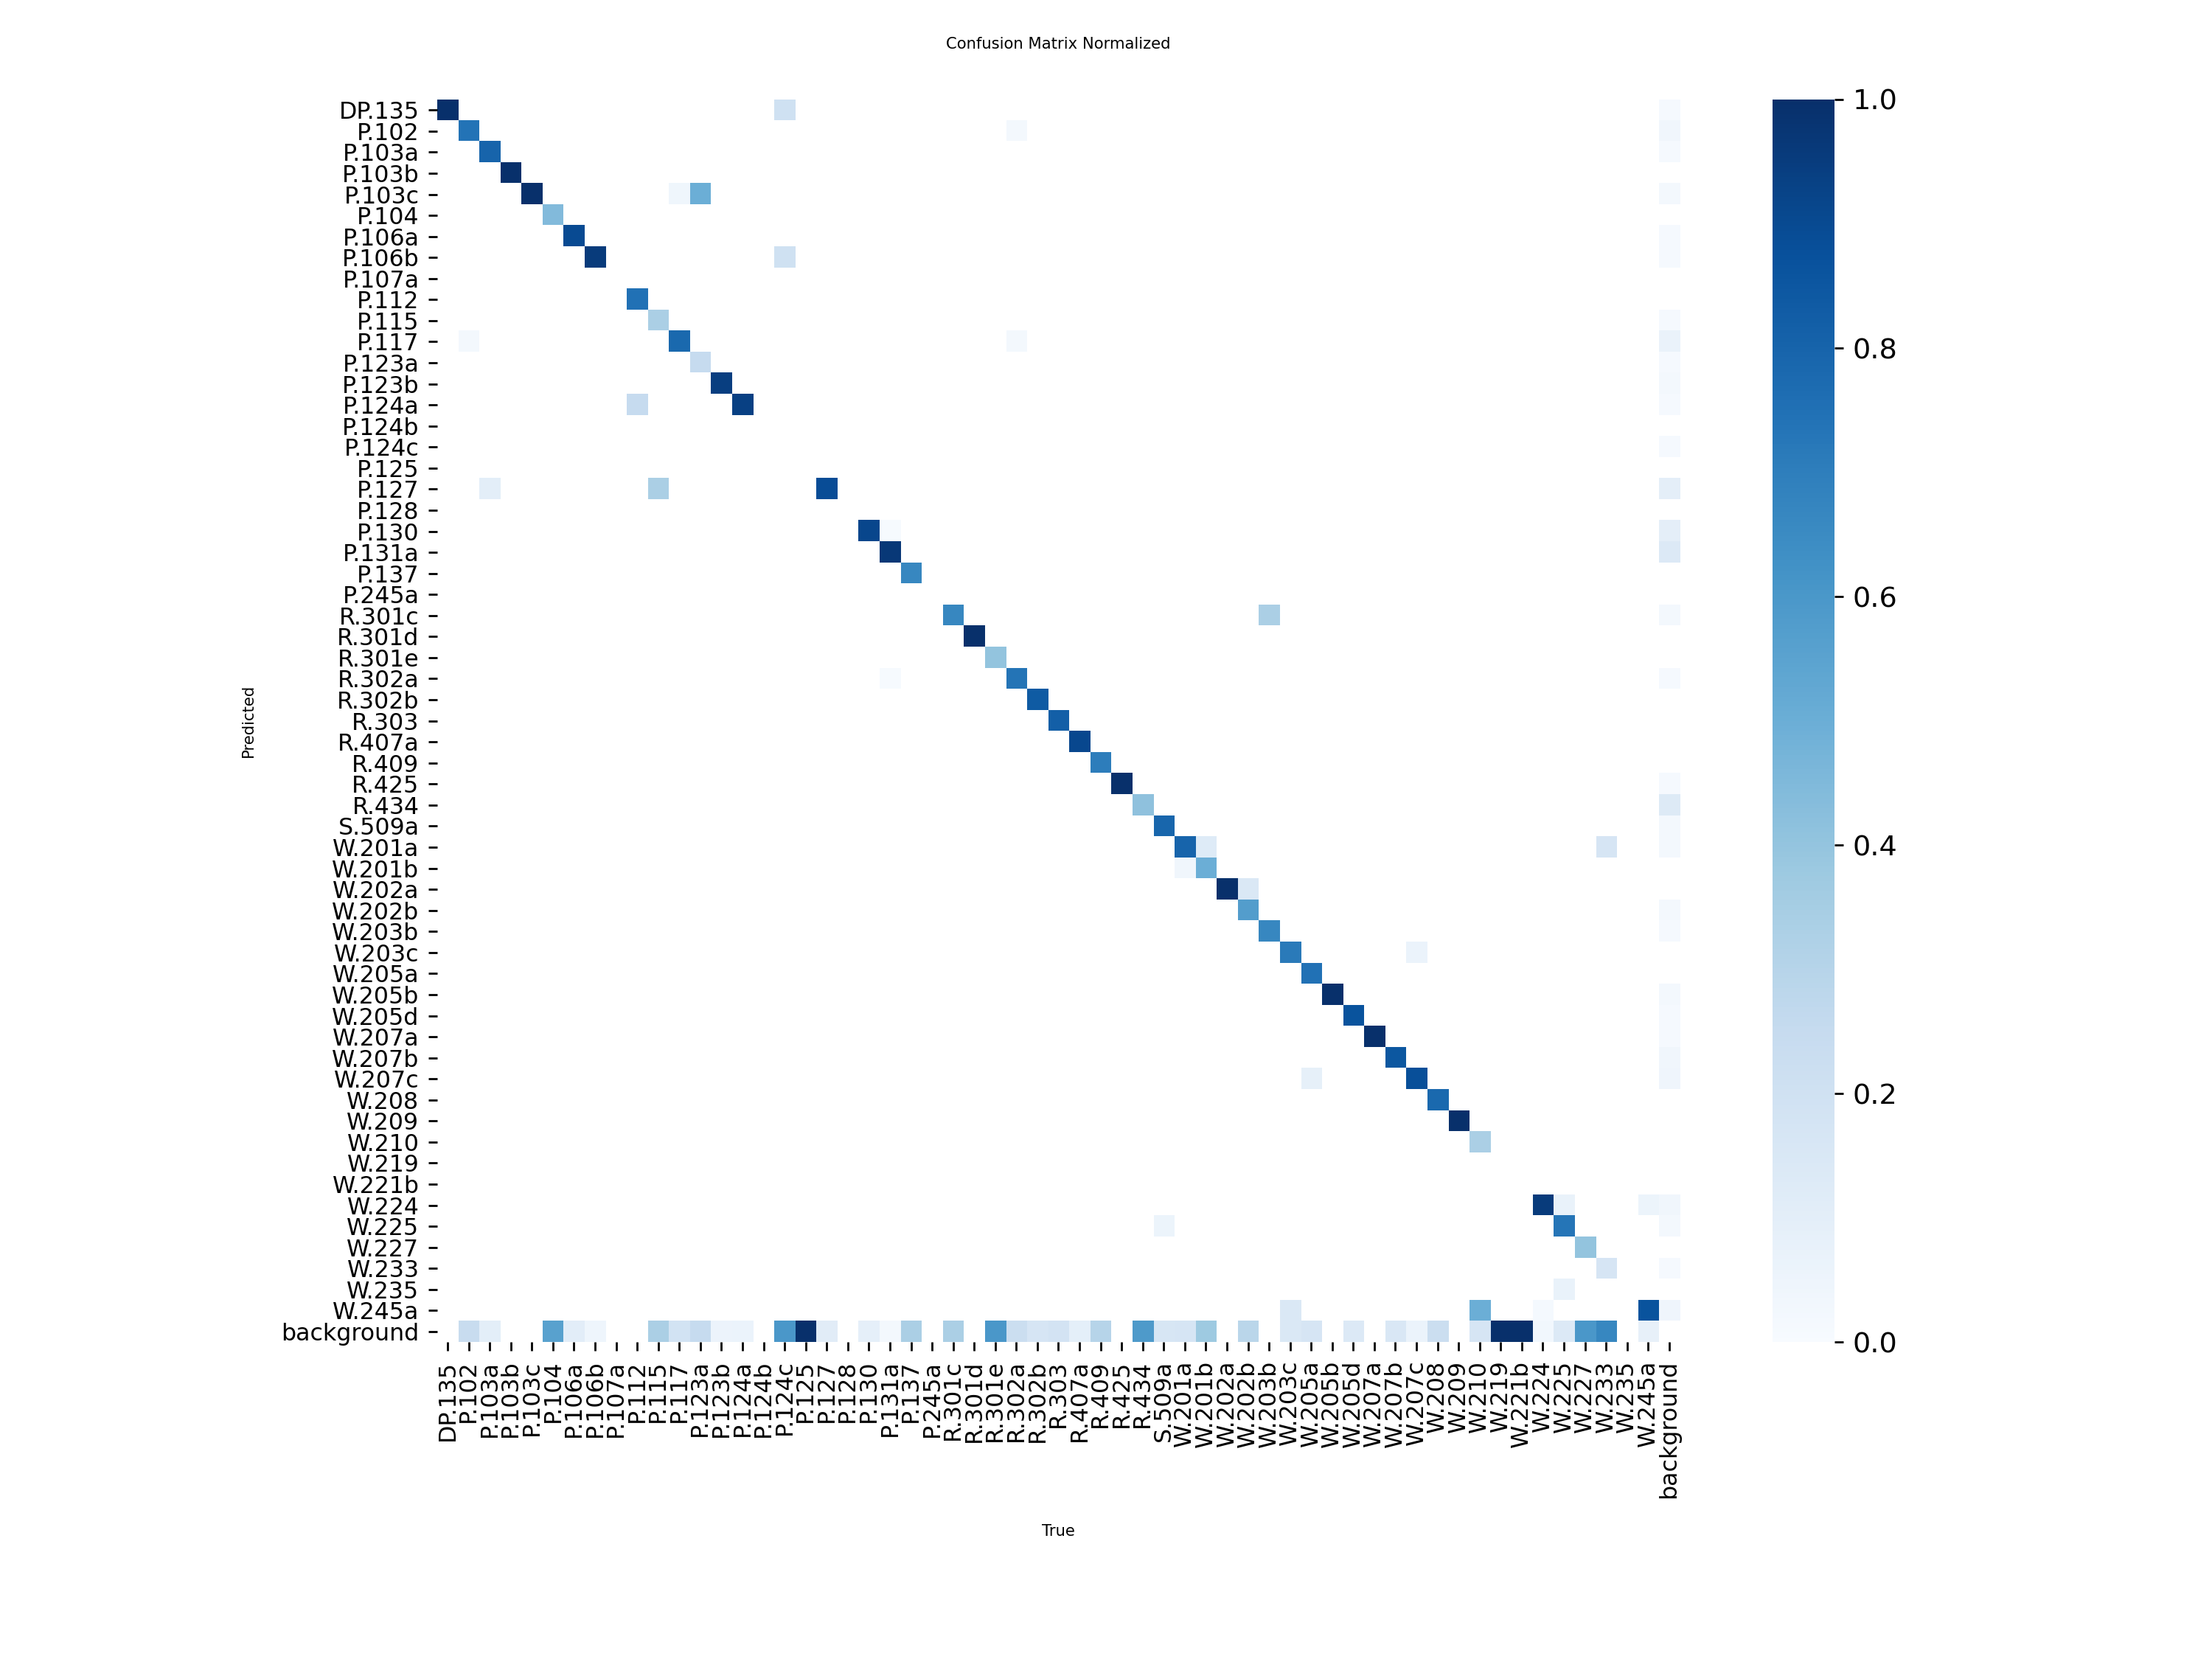 Confusion Matrix Normalized
DP.135
P.102
P.103a
P.103b
P.103c
P.104
P.106a
P.106b
P.107a
P.112
P.115
P.117
P.123a
P.123b
P.124a
P.124b
P.124c
P.125
P.127
P.128
P.130
P.131a
P.137
P.245a
R.301c
R.301d
R.301e
R.302a
R.302b
R.303
R.407a
R.409
R.425
R.434
S.509a
W.201a
W.201b
W.202a
W.202b
W.203b
W.203c
W.205a
W.205b
W.205d
W.207a
W.207b
W.207c
W.208
W.209
W.210
W.219
W.221b
W.224
W.225
W.227
W.233
W.235
W.245a
background
Predicted
DP.135
P.102
P.103a
P.103b
P.103c
P.104
P.106a
P.106b
P.107a
P.112
P.115
P.117
P.123a
P.123b
P.124a
P.124b
P.124c
P.125
P.127
P.128
P.130
P.131a
P.137
P.245a
R.301c
R.301d
R.301e
R.302a
R.302b
R.303
R.407a
R.409
R.425
R.434
S.509a
W.201a
W.201b
W.202a
W.202b
W.203b
W.203c
W.205a
W.205b
W.205d
W.207a
W.207b
W.207c
W.208
W.209
W.210
W.219
W.221b
W.224
W.225
W.227
W.233
W.235
W.245a
background
True
1.0
0.8
0.6
0.4
0.2
0.0